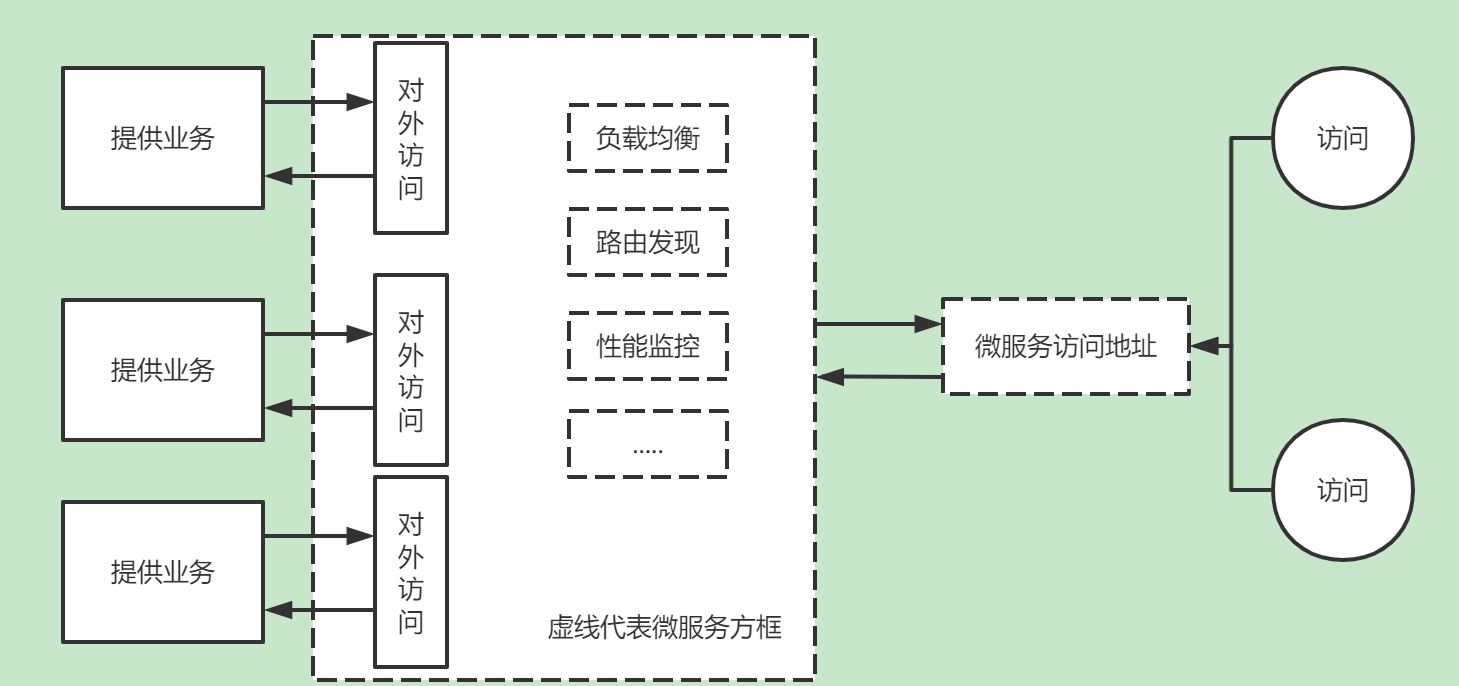 提供业务
对外访问
提供业务
对外访问
提供业务
对外访问
负载均衡
路由发现
性能监控
.....
虚线代表微服务方框
微服务访问地址
访问
访问